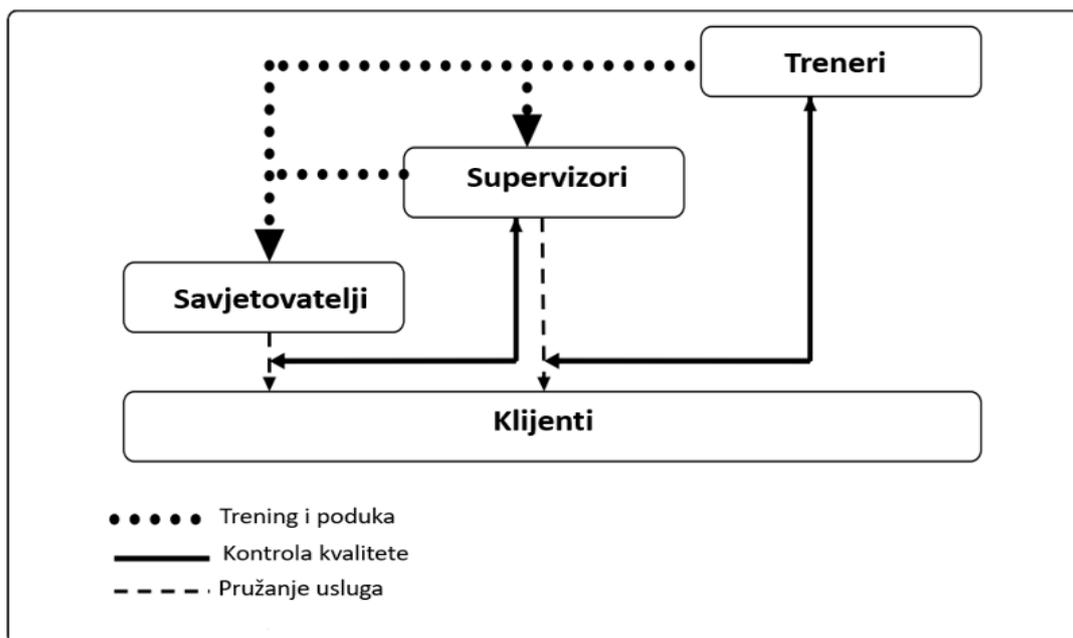 Treneri
Supervizori
Savjetovatelji
Klijenti
Trening i poduka
Kontrola kvalitete
Pružanje usluga